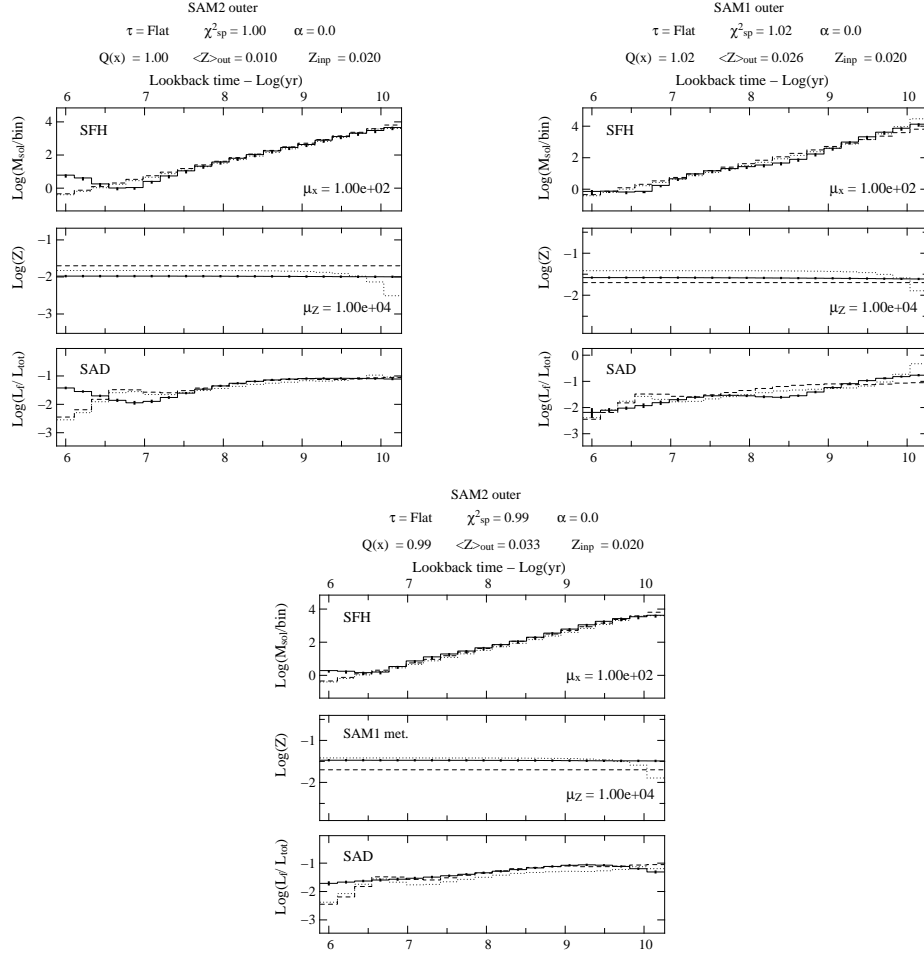 SAM2 outer
τ = Flat χ²sp = 1.00 α = 0.0
Q(x) = 1.00 <Z>out = 0.010 Zinp = 0.020
Lookback time − Log(yr)
6 7 8 9 10
SFH
Log(Msol/bin)
4
2
0
μx = 1.00e+02
Log(Z)
−1
−2
−3
μZ = 1.00e+04
SAD
Log(Lf/ Ltot)
−1
−2
−3
6 7 8 9 10
SAM1 outer
τ = Flat χ²sp = 1.02 α = 0.0
Q(x) = 1.02 <Z>out = 0.026 Zinp = 0.020
Lookback time − Log(yr)
6 7 8 9 10
SFH
Log(Msol/bin)
4
2
0
μx = 1.00e+02
Log(Z)
−1
−2
μZ = 1.00e+04
SAD
Log(Lf/ Ltot)
0
−1
−2
−3
6 7 8 9 10
SAM2 outer
τ = Flat χ²sp = 0.99 α = 0.0
Q(x) = 0.99 <Z>out = 0.033 Zinp = 0.020
Lookback time − Log(yr)
6 7 8 9 10
SFH
Log(Msol/bin)
4
2
0
μx = 1.00e+02
SAM1 met.
Log(Z)
−1
−2
μZ = 1.00e+04
SAD
Log(Lf/ Ltot)
−1
−2
−3
6 7 8 9 10